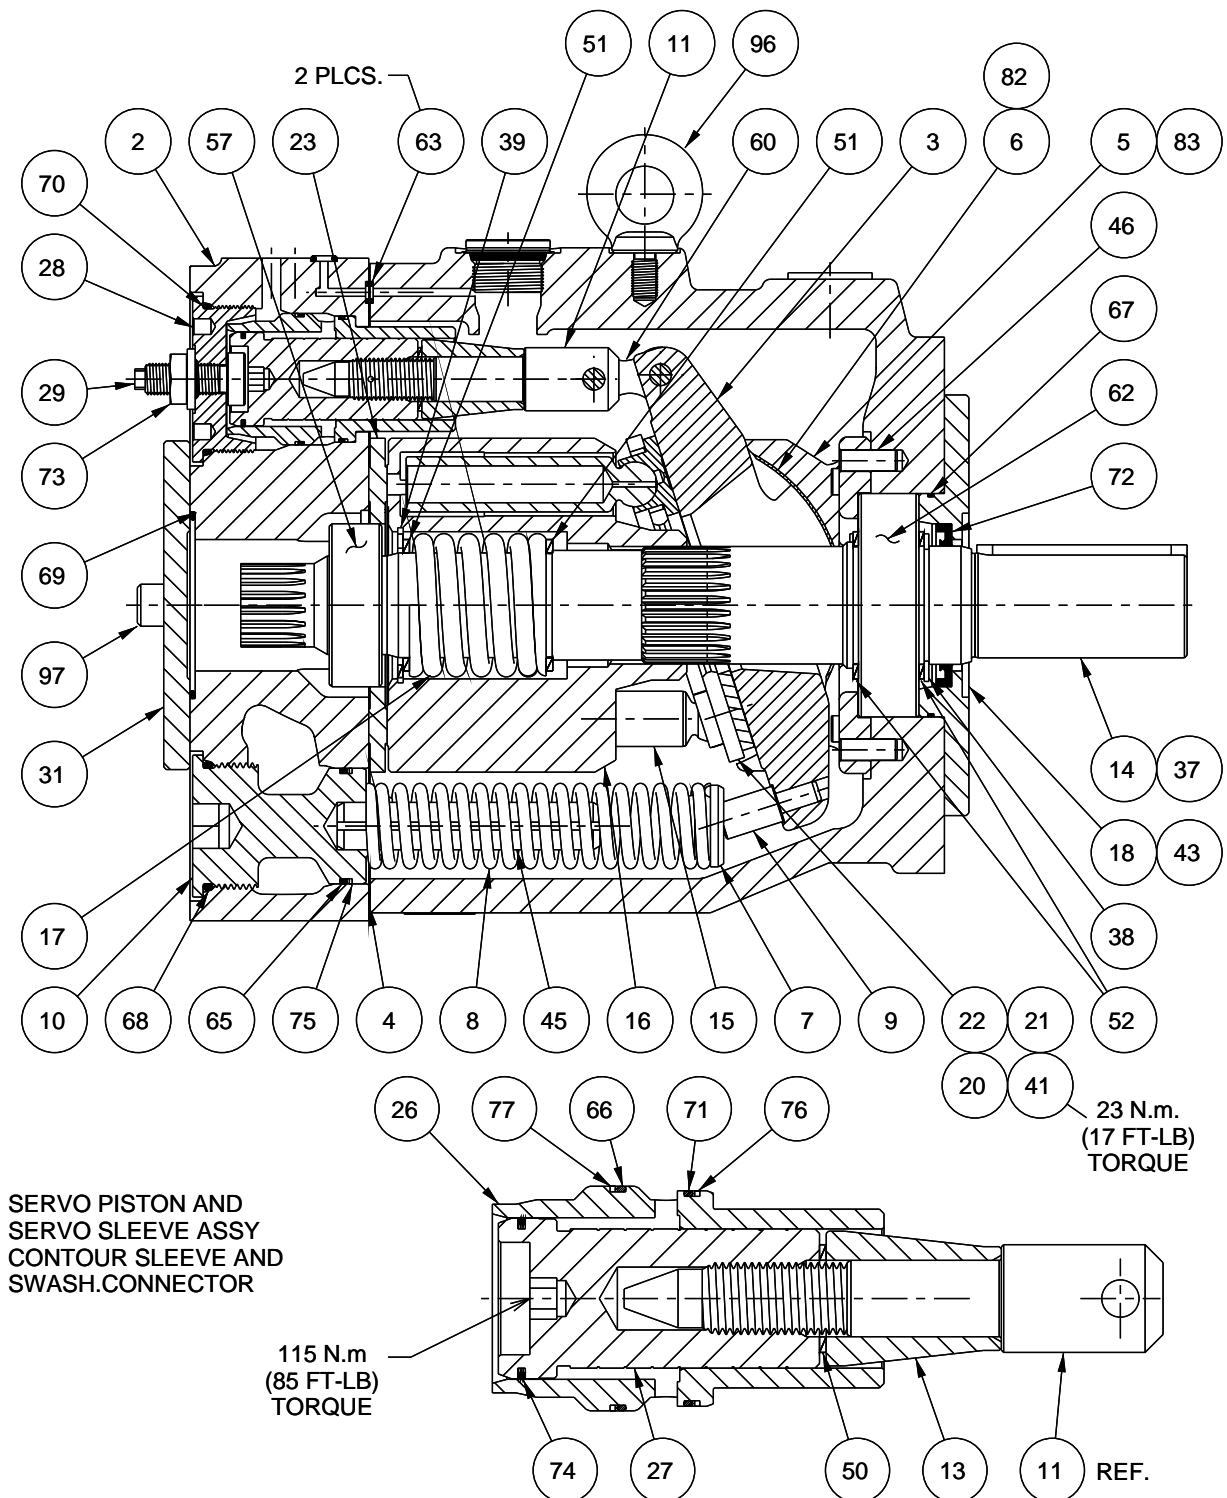 51 11 96
2 PLCS.
82
2 57 23 63 39 60 51 3 6 5 83
70
46
28
67
29
62
73
72
69
97
31
14 37
18 43
17
38
10 68 65 75 4 8 45 16 15 7 9 22 21 52
20 41
26 77 66 71 76
23 N.m.
(17 FT-LB)
TORQUE
SERVO PISTON AND
SERVO SLEEVE ASSY
CONTOUR SLEEVE AND
SWASH.CONNECTOR
115 N.m
(85 FT-LB)
TORQUE
74 27 50 13 11 REF.